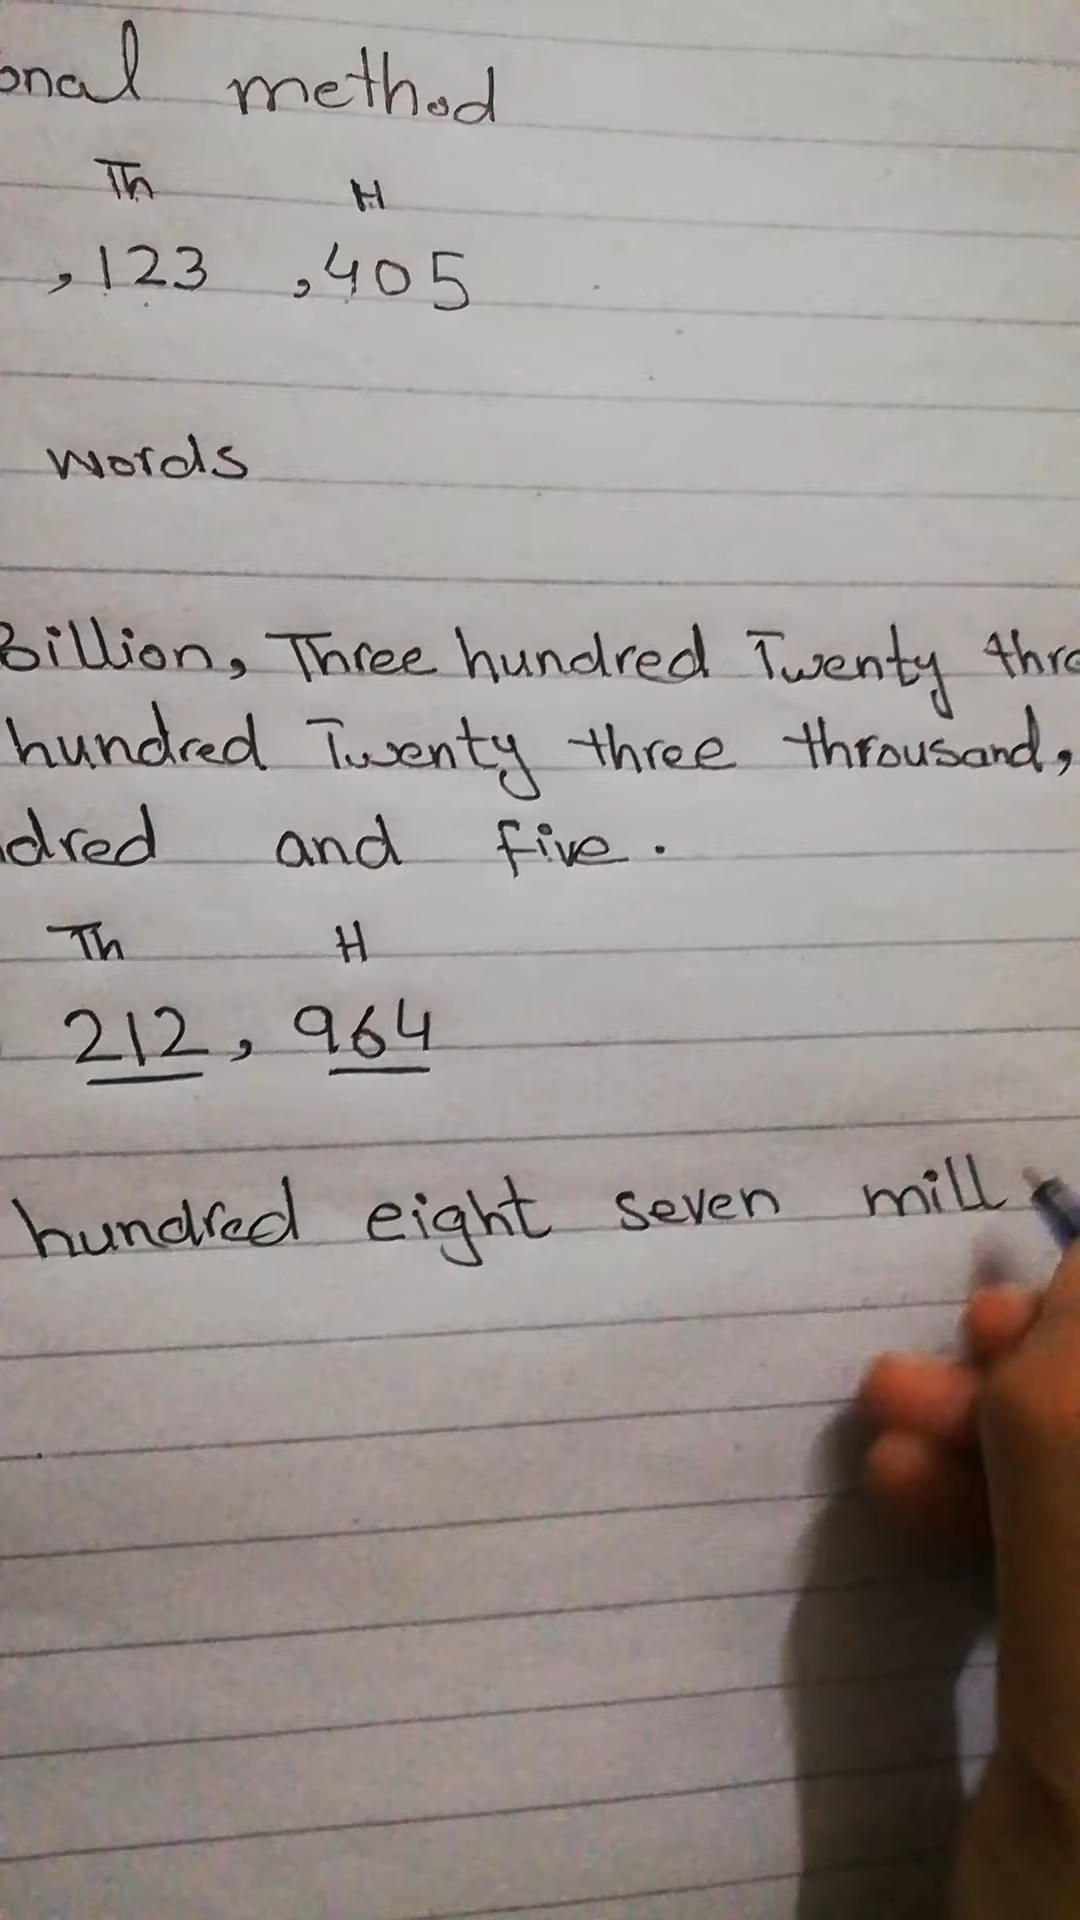 onal method
Th H
,123 ,405
words
Billion, Three hundred Twenty thre
hundred Twenty three throusand,
dred and five.
Th H
212, 964
hundred eight seven mill